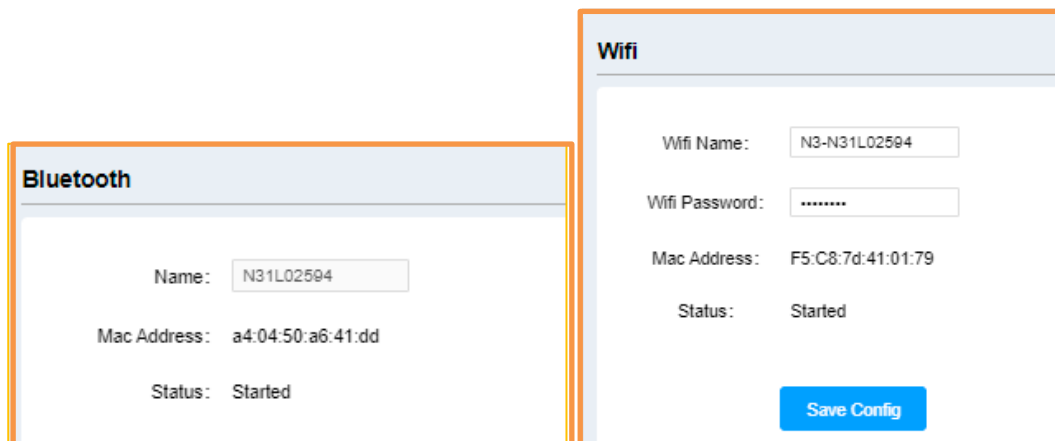 Bluetooth
Name: N31L02594
Mac Address: a4:04:50:a6:41:dd
Status: Started
Wifi
Wifi Name: N3-N31L02594
Wifi Password: ••••••••
Mac Address: F5:C8:7d:41:01:79
Status: Started
Save Config